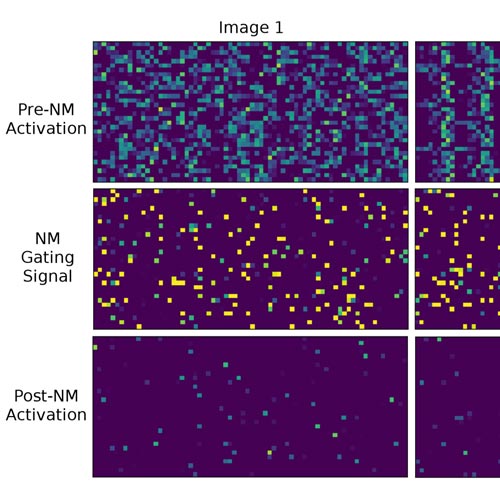 Image 1
Pre-NM
Activation
NM
Gating
Signal
Post-NM
Activation